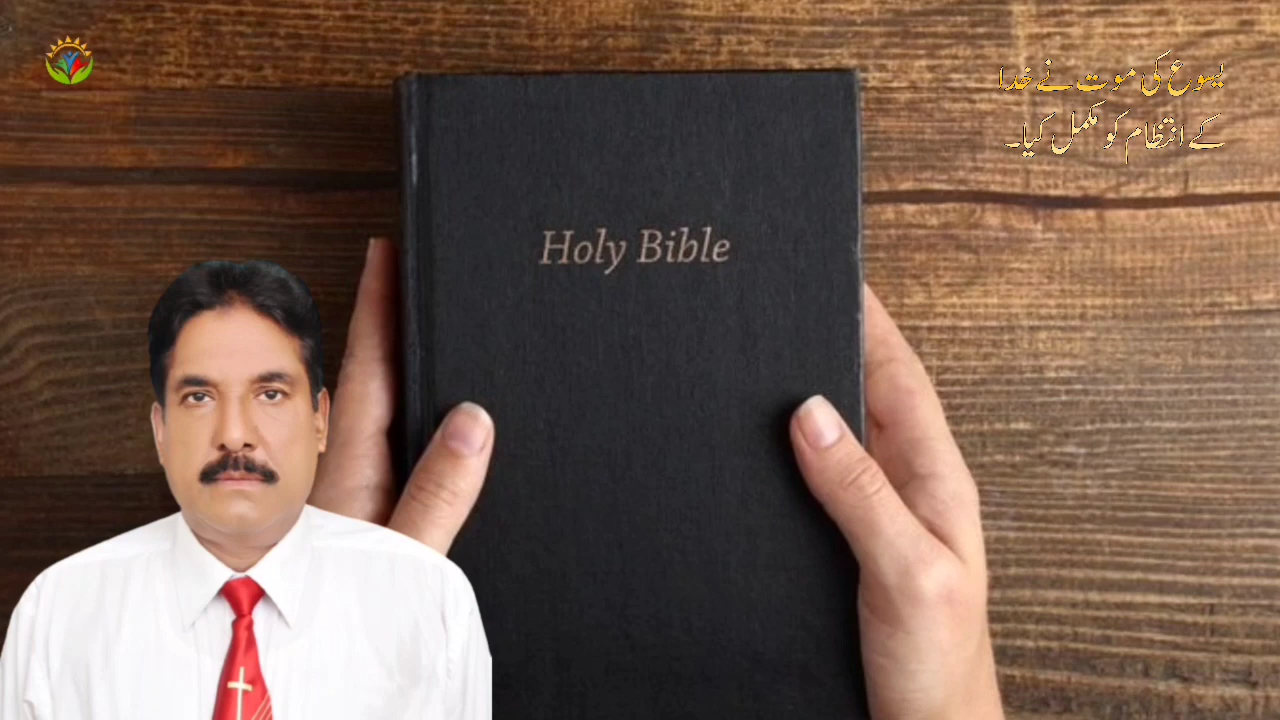 یسوع کی موت نے خدا
کے انتظام کو مکمل کیا۔
Holy Bible